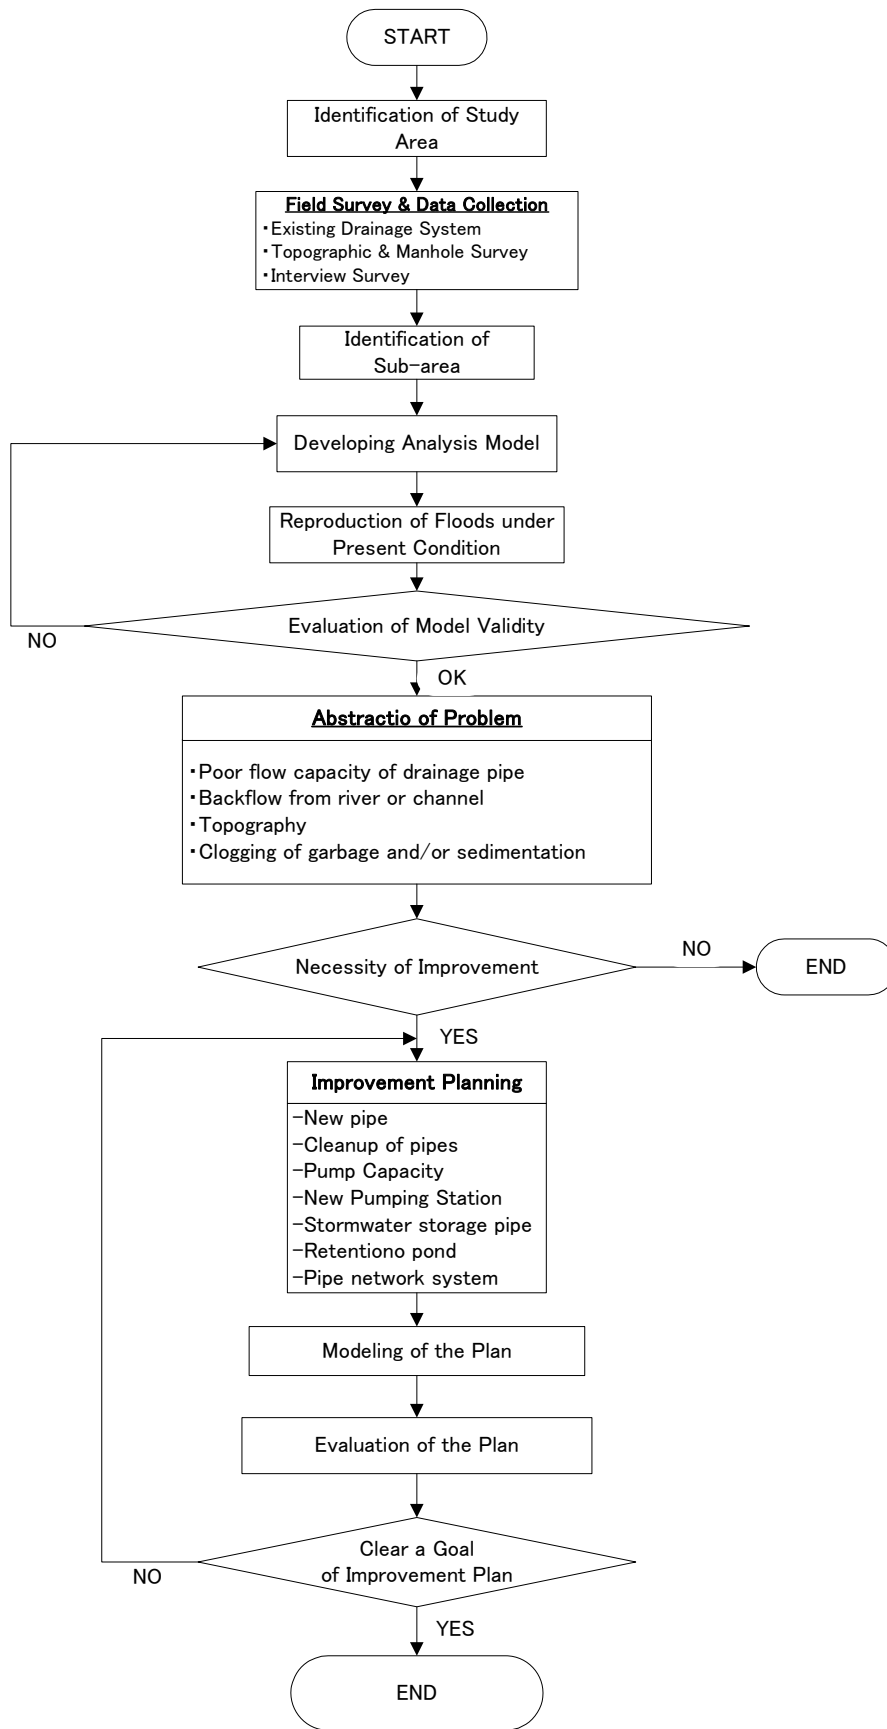 START
Identification of Study
Area
Field Survey & Data Collection
・Existing Drainage System
・Topographic & Manhole Survey
・Interview Survey
Identification of
Sub-area
Developing Analysis Model
Reproduction of Floods under
Present Condition
Evaluation of Model Validity
NO
OK
Abstractio of Problem
・Poor flow capacity of drainage pipe
・Backflow from river or channel
・Topography
・Clogging of garbage and/or sedimentation
Necessity of Improvement
NO
END
YES
Improvement Planning
-New pipe
-Cleanup of pipes
-Pump Capacity
-New Pumping Station
-Stormwater storage pipe
-Retentiono pond
-Pipe network system
Modeling of the Plan
Evaluation of the Plan
Clear a Goal
of Improvement Plan
NO
YES
END